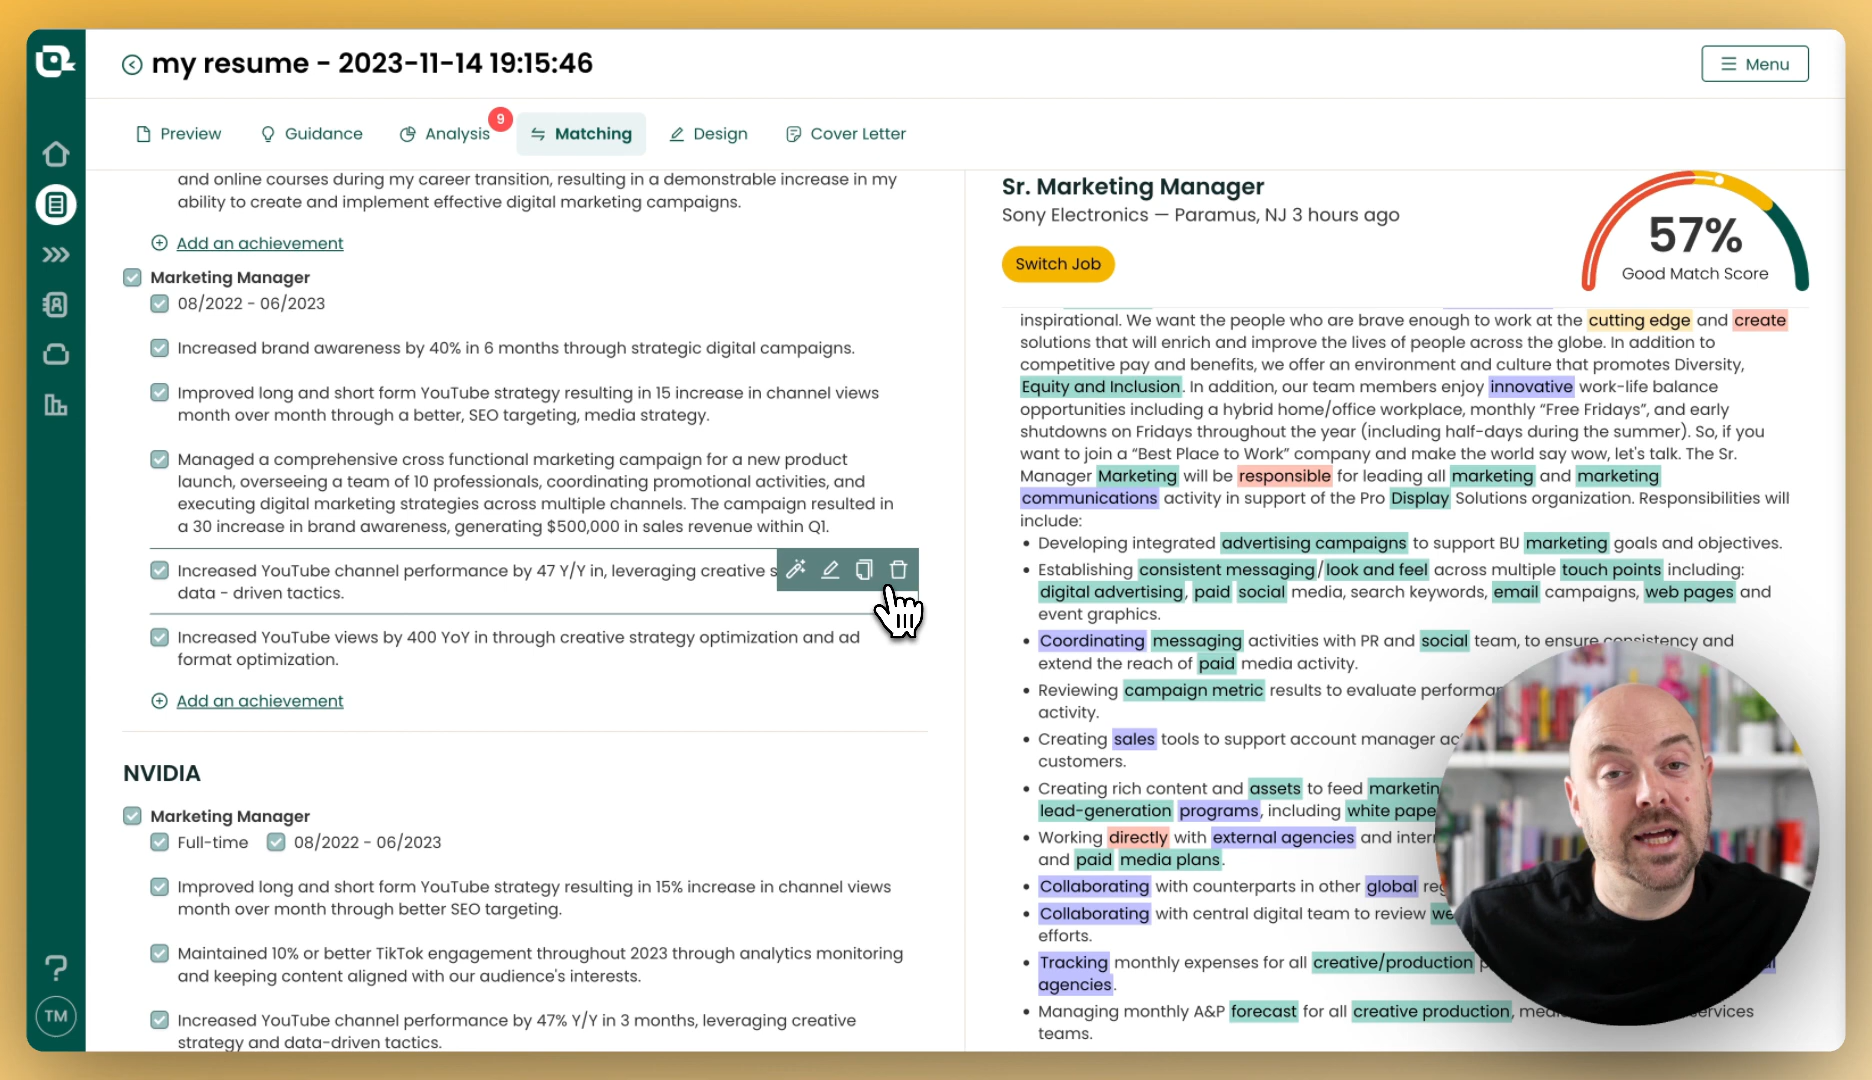 my resume - 2023-11-14 19:15:46
Menu
Preview
Guidance
Analysis
9
Matching
Design
Cover Letter
and online courses during my career transition, resulting in a demonstrable increase in my
ability to create and implement effective digital marketing campaigns.
Add an achievement
Marketing Manager
08/2022 - 06/2023
Increased brand awareness by 40% in 6 months through strategic digital campaigns.
Improved long and short form YouTube strategy resulting in 15 increase in channel views
month over month through a better, SEO targeting, media strategy.
Managed a comprehensive cross functional marketing campaign for a new product
launch, overseeing a team of 10 professionals, coordinating promotional activities, and
executing digital marketing strategies across multiple channels. The campaign resulted in
a 30 increase in brand awareness, generating $500,000 in sales revenue within Q1.
Increased YouTube channel performance by 47 Y/Y in, leveraging creative s
data - driven tactics.
Increased YouTube views by 400 YoY in through creative strategy optimization and ad
format optimization.
Add an achievement
NVIDIA
Marketing Manager
Full-time 08/2022 - 06/2023
Improved long and short form YouTube strategy resulting in 15% increase in channel views
month over month through better SEO targeting.
Maintained 10% or better TikTok engagement throughout 2023 through analytics monitoring
and keeping content aligned with our audience's interests.
Increased YouTube channel performance by 47% Y/Y in 3 months, leveraging creative
strategy and data-driven tactics.
?
TM
Sr. Marketing Manager
Sony Electronics — Paramus, NJ 3 hours ago
Switch Job
57%
Good Match Score
inspirational. We want the people who are brave enough to work at the cutting edge and create
solutions that will enrich and improve the lives of people across the globe. In addition to
competitive pay and benefits, we offer an environment and culture that promotes Diversity,
Equity and Inclusion. In addition, our team members enjoy innovative work-life balance
opportunities including a hybrid home/office workplace, monthly “Free Fridays”, and early
shutdowns on Fridays throughout the year (including half-days during the summer). So, if you
want to join a “Best Place to Work” company and make the world say wow, let's talk. The Sr.
Manager Marketing will be responsible for leading all marketing and marketing
communications activity in support of the Pro Display Solutions organization. Responsibilities will
include:
• Developing integrated advertising campaigns to support BU marketing goals and objectives.
• Establishing consistent messaging/look and feel across multiple touch points including:
digital advertising, paid social media, search keywords, email campaigns, web pages and
event graphics.
• Coordinating messaging activities with PR and social team, to ensure consistency and
extend the reach of paid media activity.
• Reviewing campaign metric results to evaluate performan
activity.
• Creating sales tools to support account manager ac
customers.
• Creating rich content and assets to feed marketin
lead-generation programs, including white pape
• Working directly with external agencies and inter
and paid media plans.
• Collaborating with counterparts in other global reg
• Collaborating with central digital team to review we
efforts.
• Tracking monthly expenses for all creative/production
agencies.
• Managing monthly A&P forecast for all creative production, med ervices
teams.